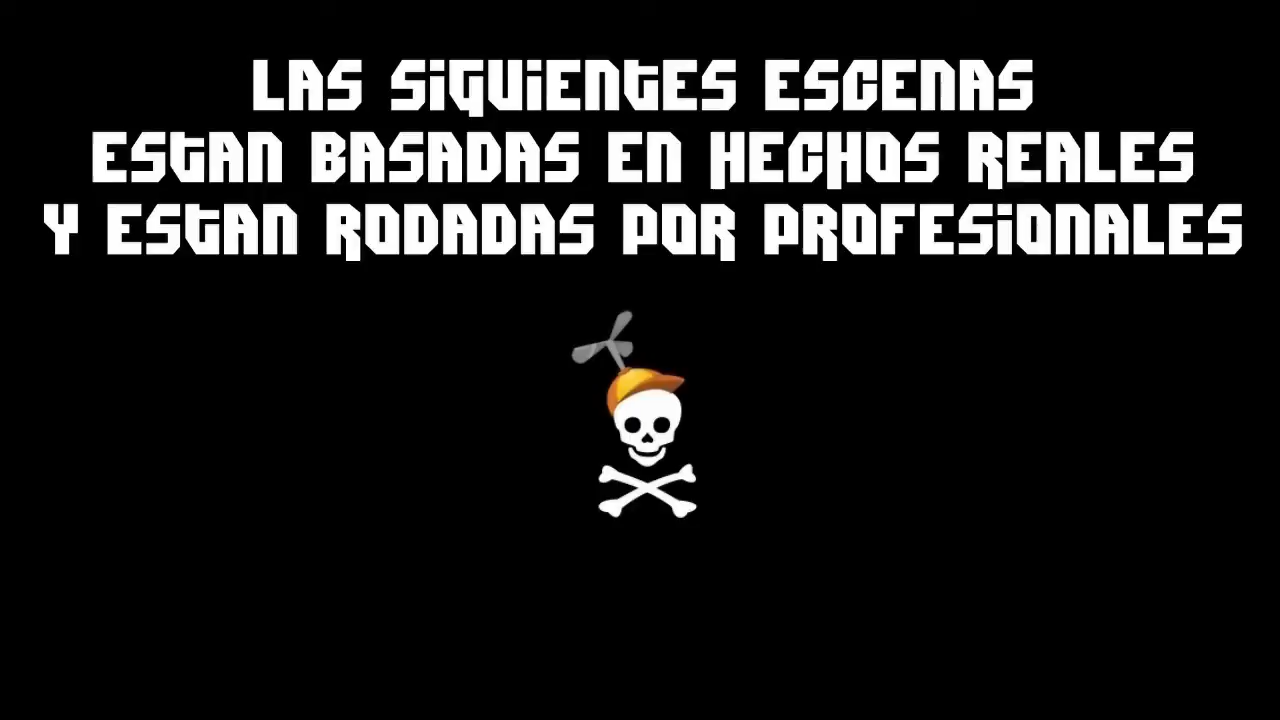 LAS SiGUiENtES ESCENAS
EStAN BASADAS EN HECHOS REALES
Y EStAN RODADAS POR PROFESiONALES